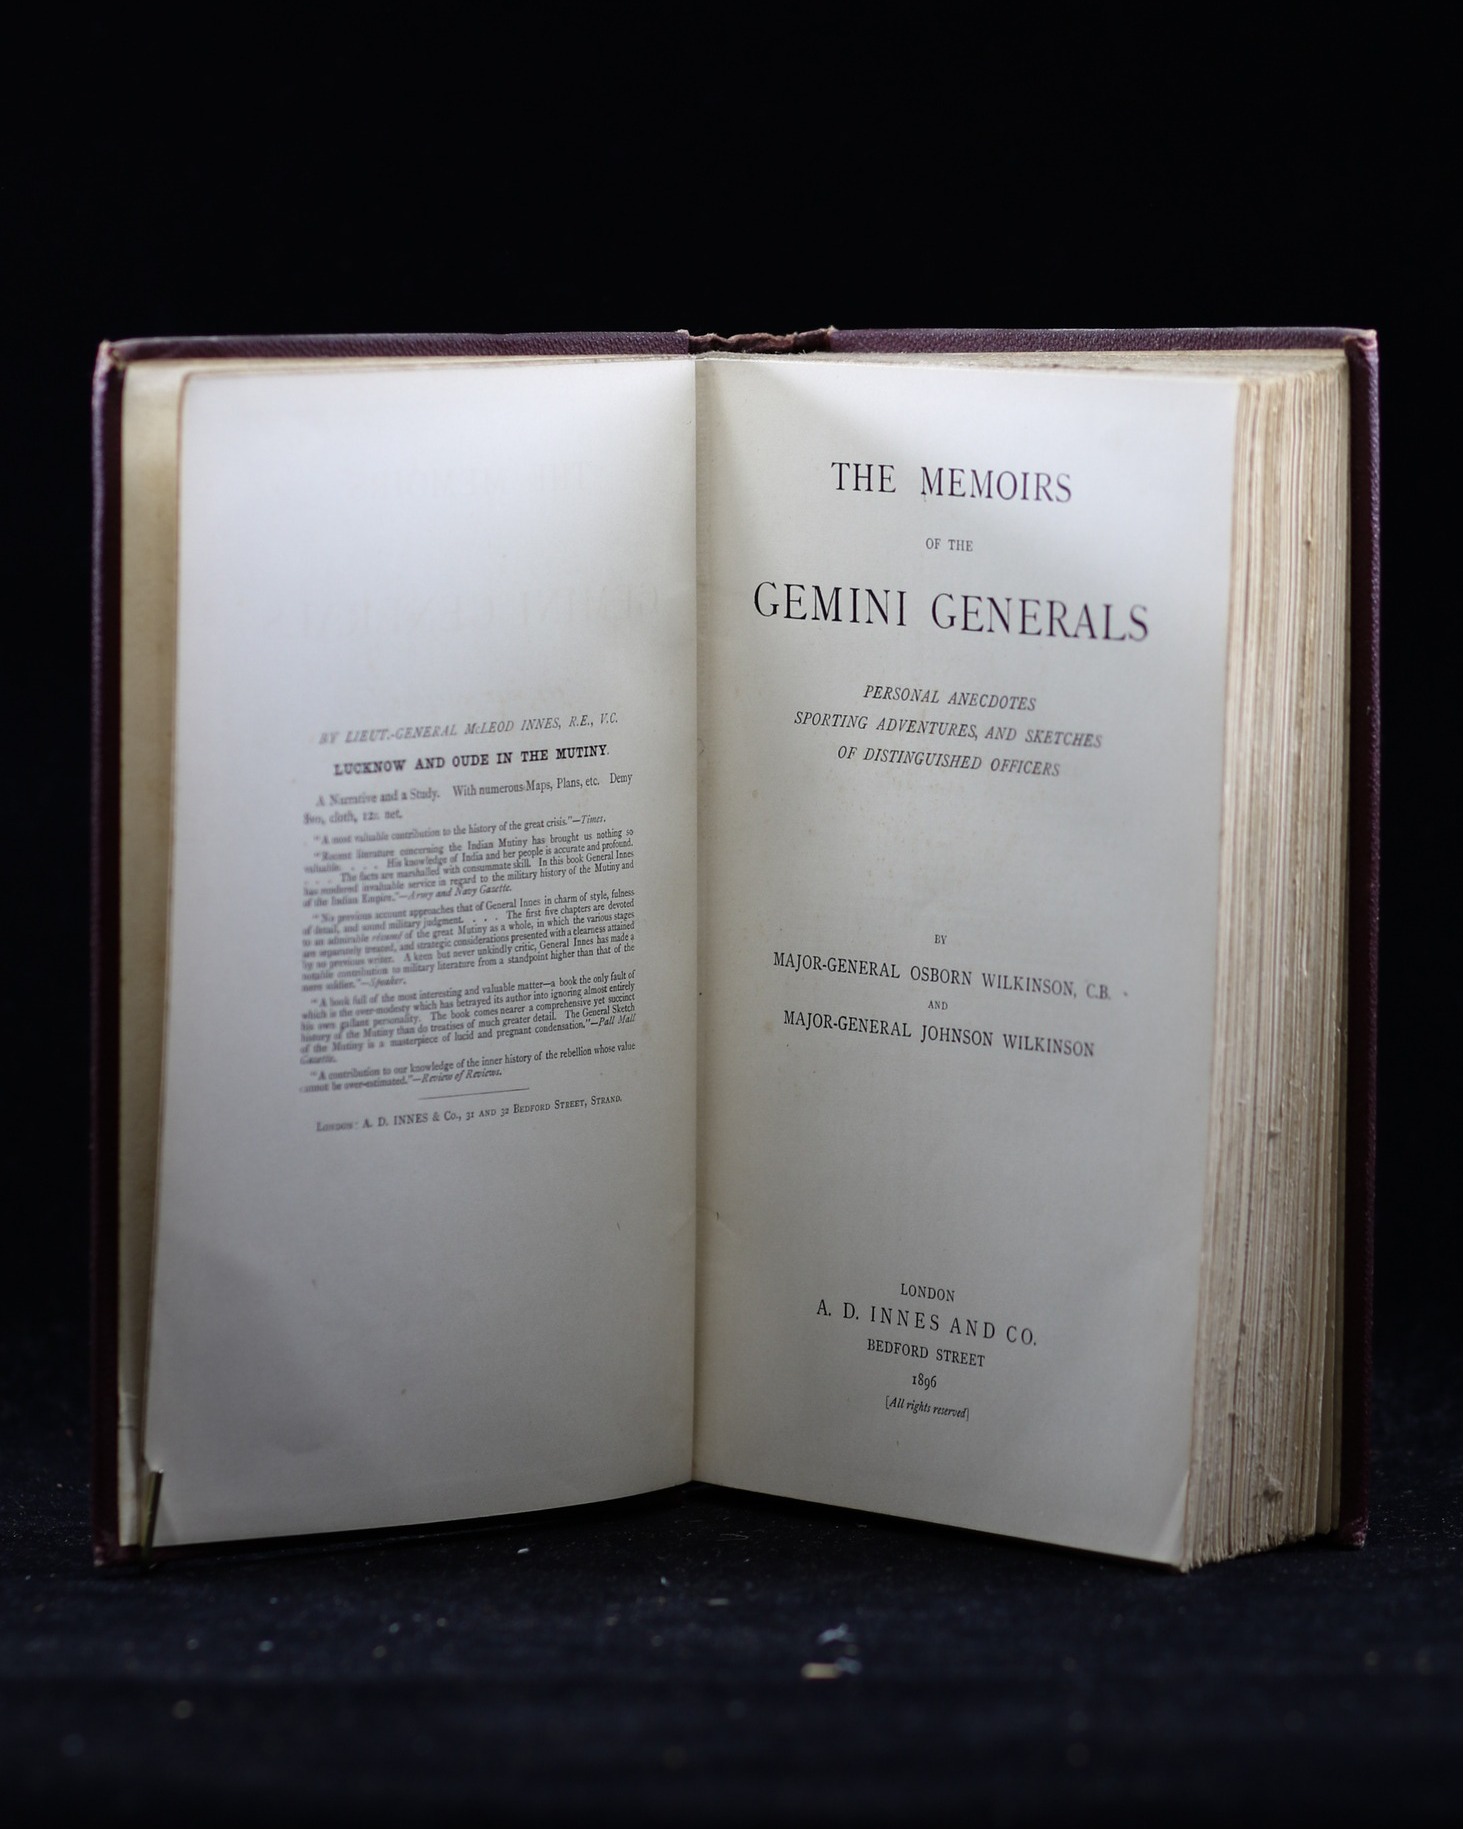 BY LIEUT.-GENERAL McLEOD INNES, R.E., V.C.
LUCKNOW AND OUDE IN THE MUTINY.
A Narrative and a Study. With numerous Maps, Plans, etc. Demy
8vo, cloth, 12s. net.
"A most valuable contribution to the history of the great crisis."—Times.
"Recent literature concerning the Indian Mutiny has brought us nothing so
valuable . . . . His knowledge of India and her people is accurate and profound.
. . . . The facts are marshalled with consummate skill. In this book General Innes
has rendered invaluable service in regard to the military history of the Mutiny and
of the Indian Empire."—Army and Navy Gazette.
"No previous account approaches that of General Innes in charm of style, fulness
of detail, and sound military judgment. . . . The first five chapters are devoted
to an admirable résumé of the great Mutiny as a whole, in which the various stages
are separately treated, and strategic considerations presented with a clearness attained
by no previous writer. A keen but never unkindly critic, General Innes has made a
notable contribution to military literature from a standpoint higher than that of the
mere soldier."—Speaker.
"A book full of the most interesting and valuable matter—a book the only fault of
which is the over-modesty which has betrayed its author into ignoring almost entirely
his own gallant personality. The book comes nearer a comprehensive yet succinct
history of the Mutiny than do treatises of much greater detail. The General Sketch
of the Mutiny is a masterpiece of lucid and pregnant condensation."—Pall Mall
Gazette.
"A contribution to our knowledge of the inner history of the rebellion whose value
cannot be over-estimated."—Review of Reviews.
London: A. D. INNES & Co., 31 AND 32 BEDFORD STREET, STRAND.
THE MEMOIRS
OF THE
GEMINI GENERALS
PERSONAL ANECDOTES
SPORTING ADVENTURES, AND SKETCHES
OF DISTINGUISHED OFFICERS
BY
MAJOR-GENERAL OSBORN WILKINSON, C.B.
AND
MAJOR-GENERAL JOHNSON WILKINSON
LONDON
A. D. INNES AND CO.
BEDFORD STREET
1896
[All rights reserved]